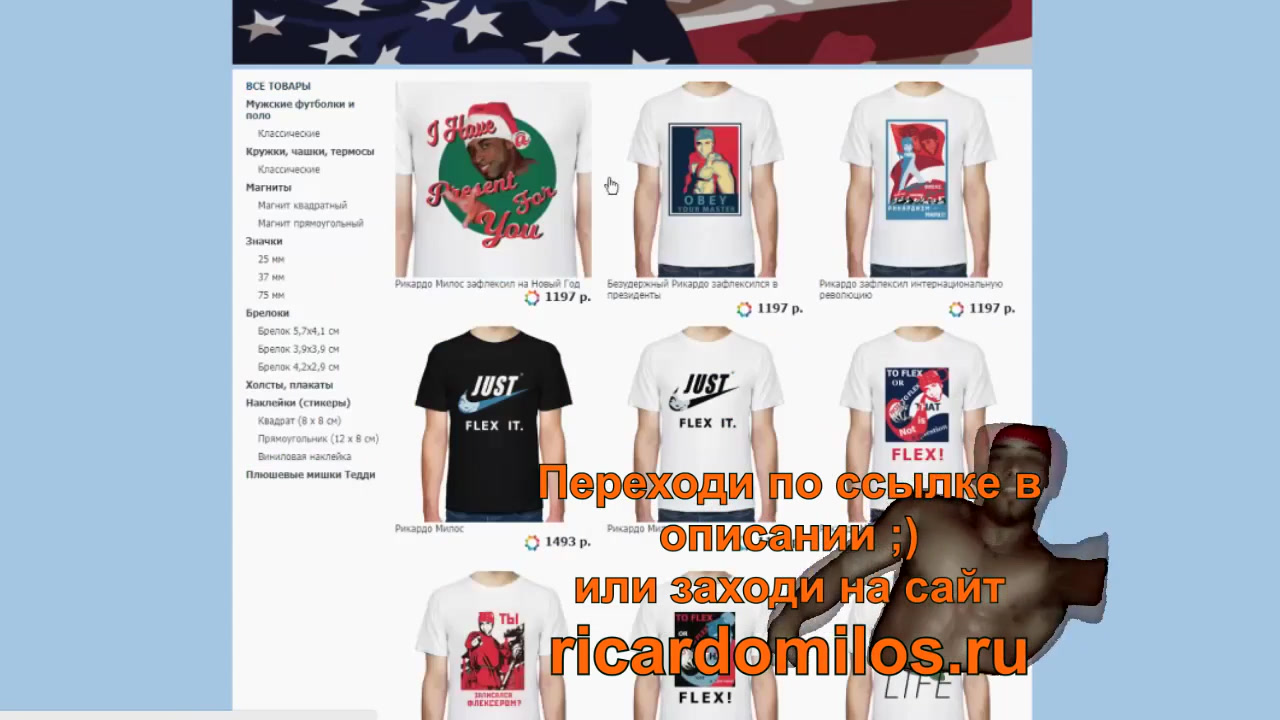 ВСЕ ТОВАРЫ
Мужские футболки и
поло
Классические
Кружки, чашки, термосы
Классические
Магниты
Магнит квадратный
Магнит прямоугольный
Значки
25 мм
37 мм
75 мм
Брелоки
Брелок 5,7x4,1 см
Брелок 3,9x3,9 см
Брелок 4,2x2,9 см
Холсты, плакаты
Наклейки (стикеры)
Квадрат (8 x 8 см)
Прямоугольник (12 x 8 см)
Виниловая наклейка
Плюшевые мишки Тедди
I Have
a
Present
For
You
Рикардо Милос зафлексил на Новый Год
1197 р.
OBEY
YOUR MASTER
Безудержный Рикардо зафлексился в
президенты
1197 р.
Рикардо зафлексил интернациональную
революцию
1197 р.
JUST
FLEX IT.
Рикардо Милос
1493 р.
JUST
FLEX IT.
Рикардо
TO FLEX
OR
Not
FLEX!
Переходи по ссылке в
описании ;)
или заходи на сайт
ricardomilos.ru
ТЫ
ЗАПИСАЛСЯ
ФЛЕКСЕРОМ?
TO FLEX
OR
FLEX!
LIFE